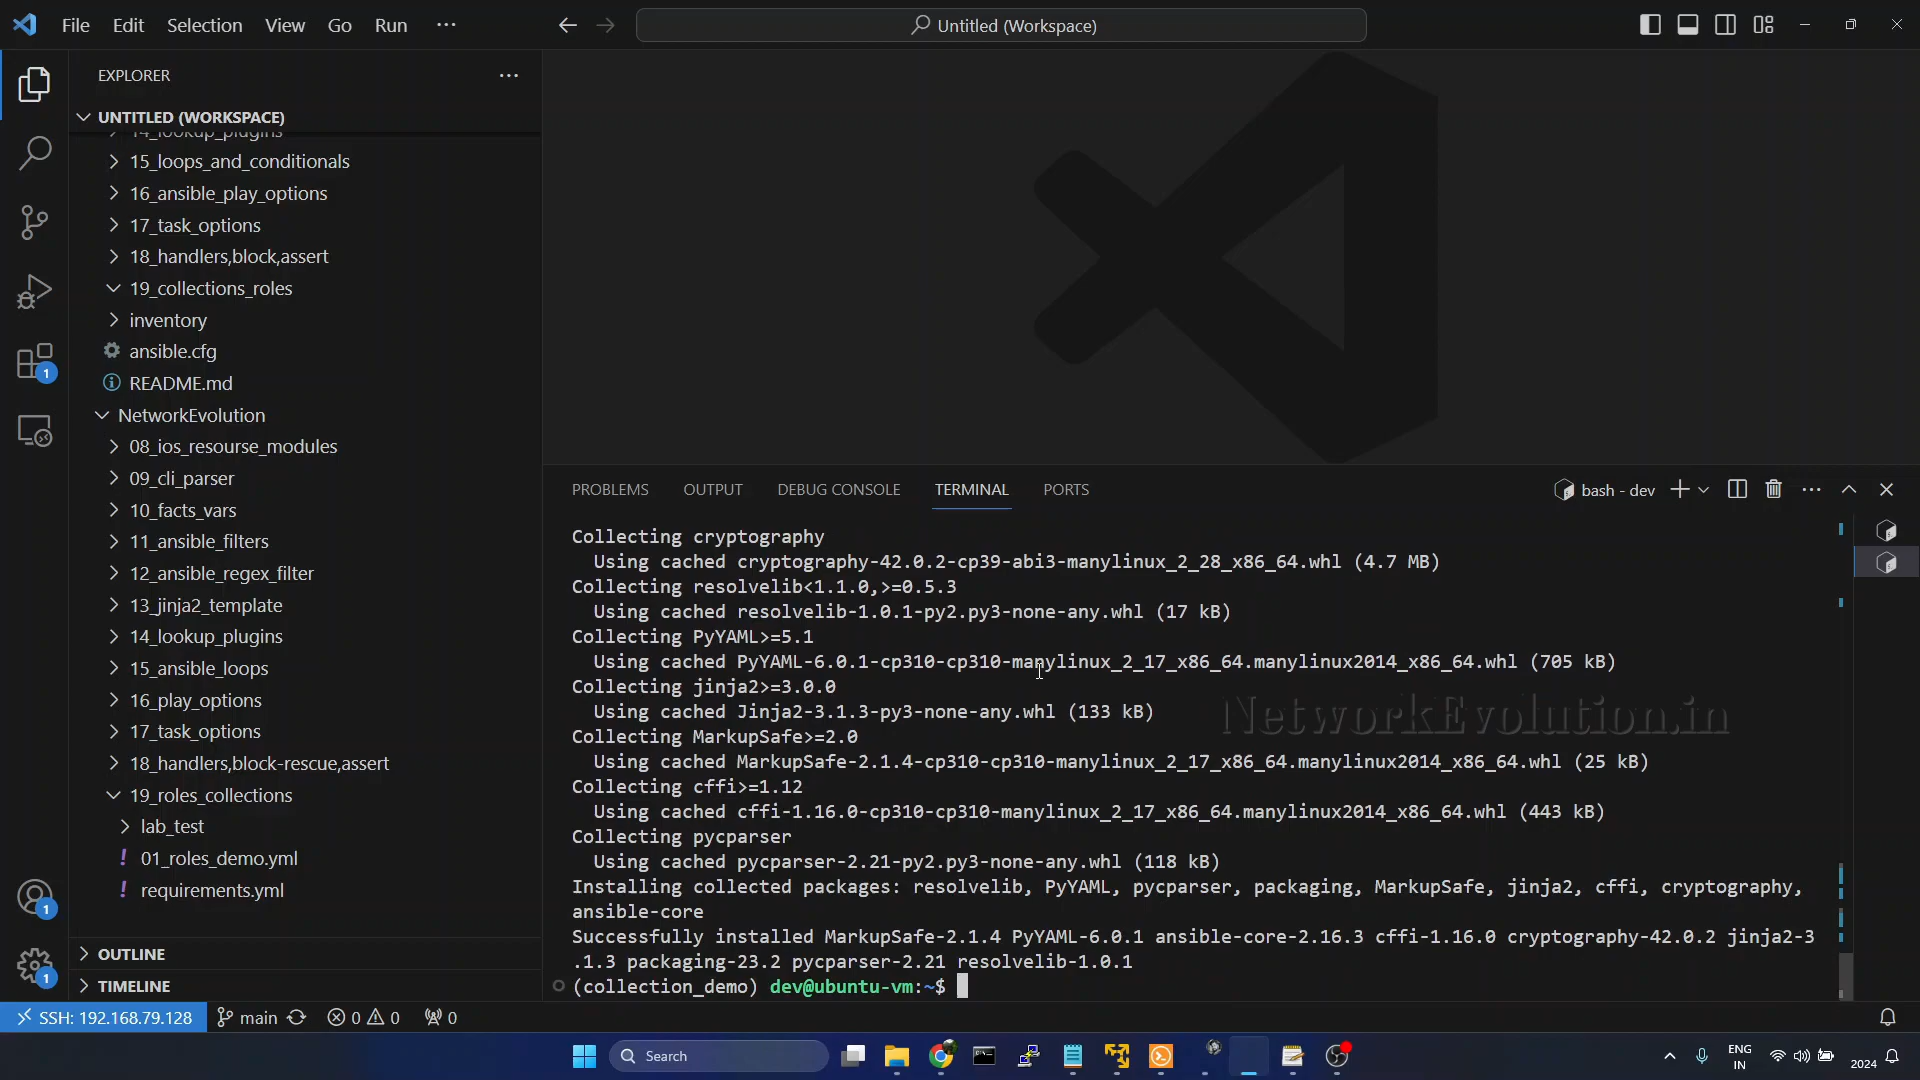 File Edit Selection View Go Run ···
Untitled (Workspace)
EXPLORER
UNTITLED (WORKSPACE)
14_lookup_plugins
15_loops_and_conditionals
16_ansible_play_options
17_task_options
18_handlers,block,assert
19_collections_roles
inventory
ansible.cfg
README.md
NetworkEvolution
08_ios_resourse_modules
09_cli_parser
10_facts_vars
11_ansible_filters
12_ansible_regex_filter
13_jinja2_template
14_lookup_plugins
15_ansible_loops
16_play_options
17_task_options
18_handlers,block-rescue,assert
19_roles_collections
lab_test
! 01_roles_demo.yml
! requirements.yml
OUTLINE
TIMELINE
1
1
1
PROBLEMS OUTPUT DEBUG CONSOLE TERMINAL PORTS
bash - dev
Collecting cryptography
Using cached cryptography-42.0.2-cp39-abi3-manylinux_2_28_x86_64.whl (4.7 MB)
Collecting resolvelib<1.1.0,>=0.5.3
Using cached resolvelib-1.0.1-py2.py3-none-any.whl (17 kB)
Collecting PyYAML>=5.1
Using cached PyYAML-6.0.1-cp310-cp310-manylinux_2_17_x86_64.manylinux2014_x86_64.whl (705 kB)
Collecting jinja2>=3.0.0
Using cached Jinja2-3.1.3-py3-none-any.whl (133 kB)
Collecting MarkupSafe>=2.0
Using cached MarkupSafe-2.1.4-cp310-cp310-manylinux_2_17_x86_64.manylinux2014_x86_64.whl (25 kB)
Collecting cffi>=1.12
Using cached cffi-1.16.0-cp310-cp310-manylinux_2_17_x86_64.manylinux2014_x86_64.whl (443 kB)
Collecting pycparser
Using cached pycparser-2.21-py2.py3-none-any.whl (118 kB)
Installing collected packages: resolvelib, PyYAML, pycparser, packaging, MarkupSafe, jinja2, cffi, cryptography,
ansible-core
Successfully installed MarkupSafe-2.1.4 PyYAML-6.0.1 ansible-core-2.16.3 cffi-1.16.0 cryptography-42.0.2 jinja2-3
.1.3 packaging-23.2 pycparser-2.21 resolvelib-1.0.1
(collection_demo) dev@ubuntu-vm:~$
NetworkEvolution.in
SSH: 192.168.79.128 main 0 0 0
Search
ENG
IN
2024